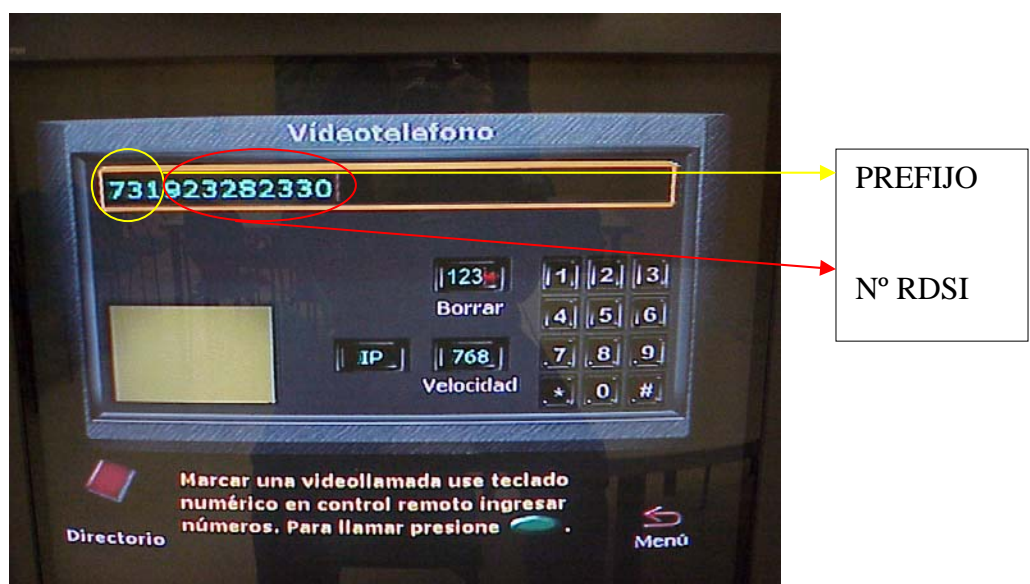 Vídeotelefono
731923282330
PREFIJO
Nº RDSI
123
Borrar
1 2 3
4 5 6
7 8 9
* 0 #
IP
768
Velocidad
Marcar una videollamada use teclado
numérico en control remoto ingresar
números. Para llamar presione .
Directorio
Menú